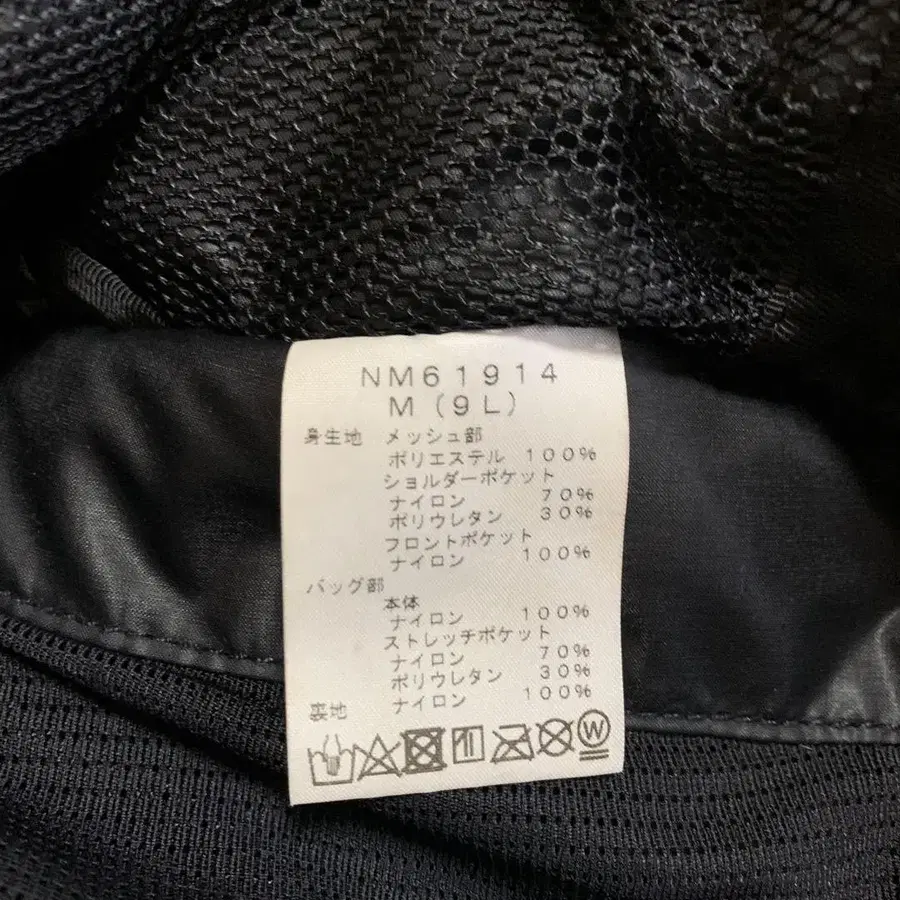 NM61914
M(9L)
身生地 メッシュ部
ポリエステル 100%
ショルダーポケット
ナイロン 70%
ポリウレタン 30%
フロントポケット
ナイロン 100%
バッグ部
本体
ナイロン 100%
ストレッチポケット
ナイロン 70%
ポリウレタン 30%
裏地 ナイロン 100%
W